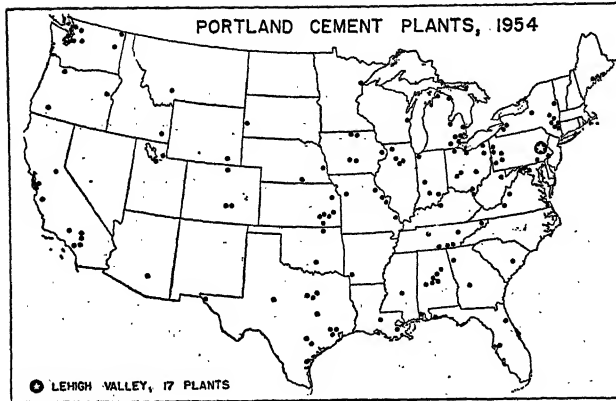 PORTLAND CEMENT PLANTS, 1954
LEHIGH VALLEY, 17 PLANTS